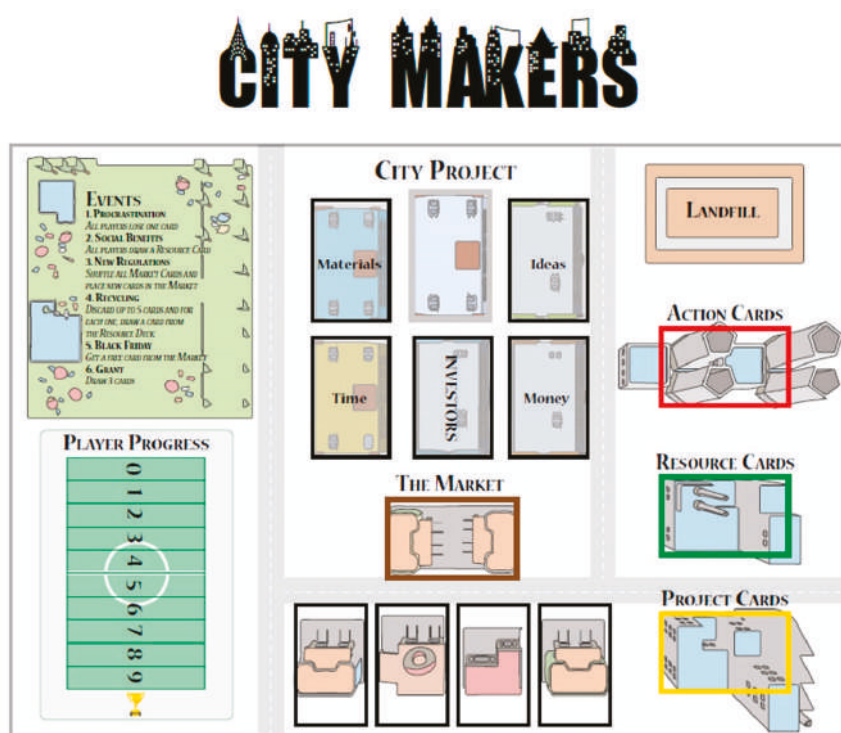 CITY MAKERS
EVENTS
1. PROCRASTINATION
ALL PLAYERS LOSE ONE CARD
2. SOCIAL BENEFITS
ALL PLAYERS DRAW A RESOURCE CARD
3. NEW REGULATIONS
SHUFFLE ALL MARKET CARDS AND
PLACE NEW CARDS IN THE MARKET
4. RECYCLING
DISCARD UP TO 5 CARDS AND FOR
EACH ONE, DRAW A CARD FROM
THE RESOURCE DECK
5. BLACK FRIDAY
GET A FREE CARD FROM THE MARKET
6. GRANT
DRAW 3 CARDS
PLAYER PROGRESS
0
1
2
3
4
5
6
7
8
9
CITY PROJECT
Materials
Ideas
Time
INVESTORS
Money
THE MARKET
LANDFILL
ACTION CARDS
RESOURCE CARDS
PROJECT CARDS